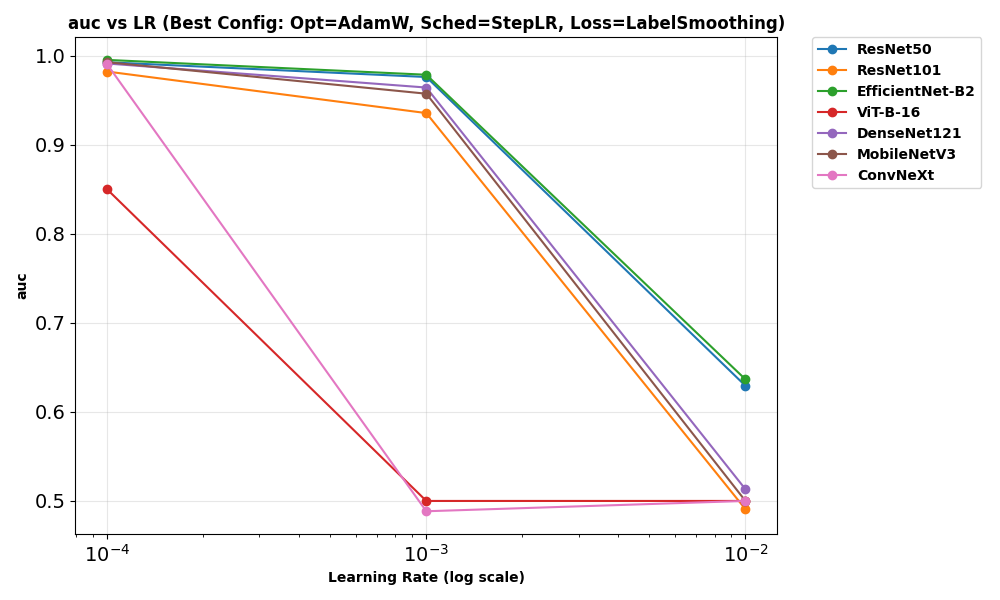 auc vs LR (Best Config: Opt=AdamW, Sched=StepLR, Loss=LabelSmoothing)
ResNet50
ResNet101
EfficientNet-B2
ViT-B-16
DenseNet121
MobileNetV3
ConvNeXt
auc
1.0
0.9
0.8
0.7
0.6
0.5
10⁻⁴ 10⁻³ 10⁻²
Learning Rate (log scale)